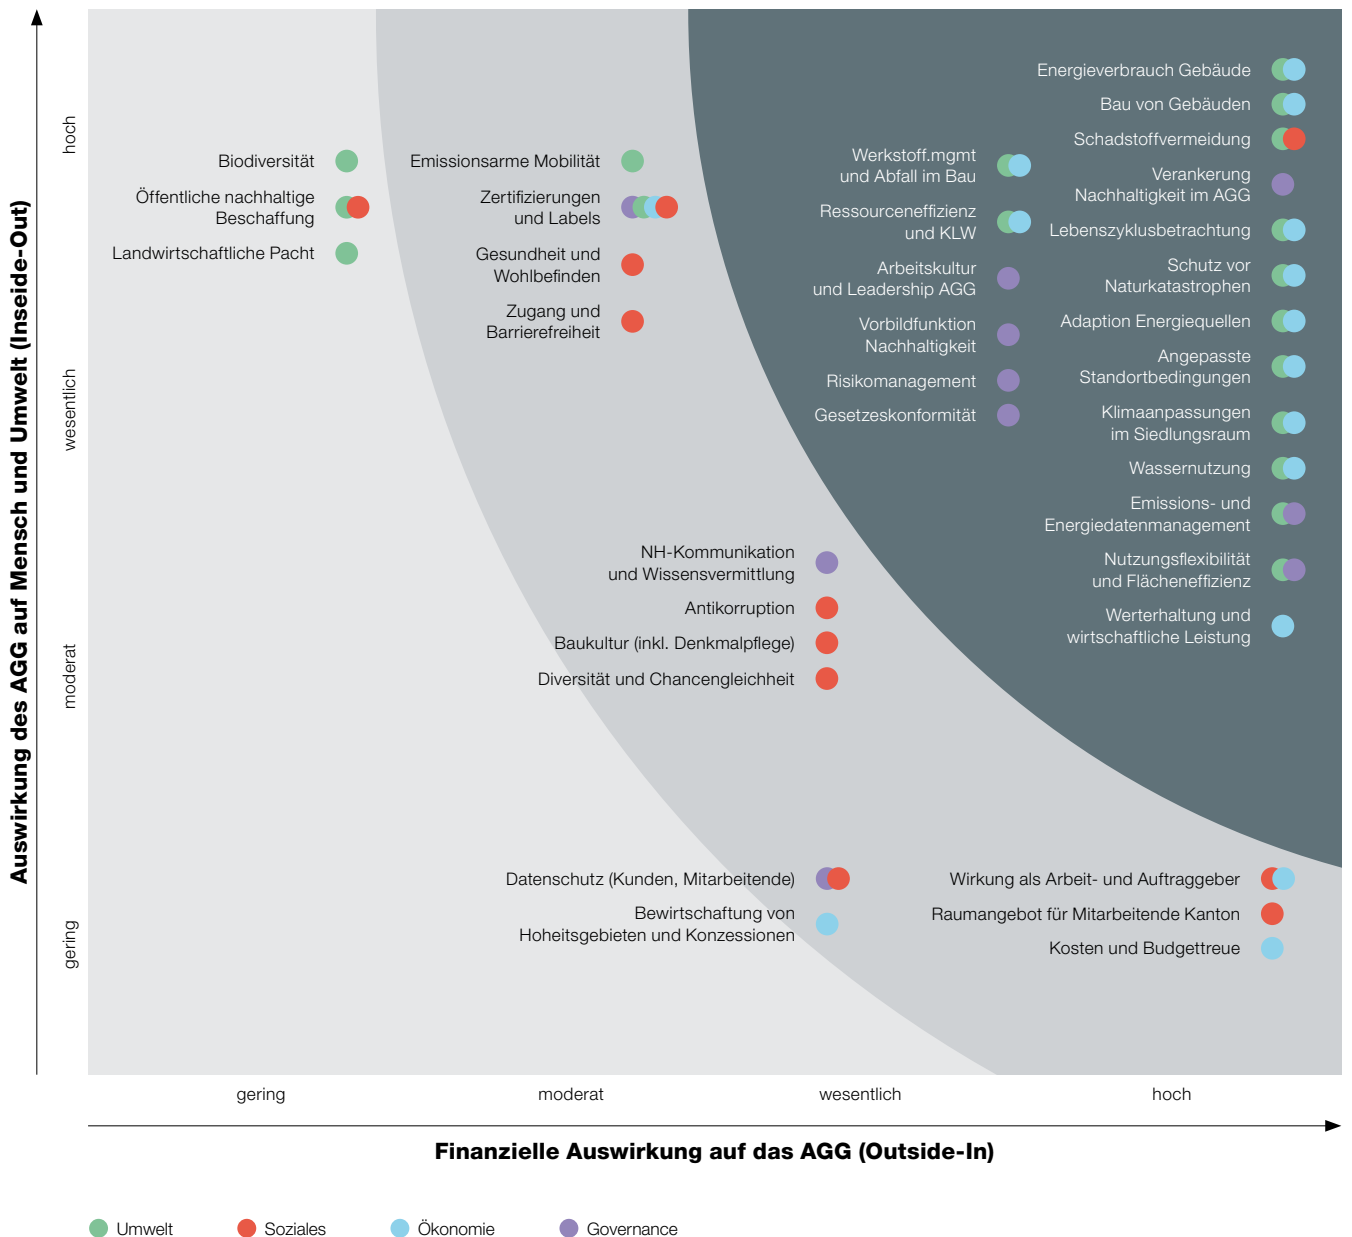 Auswirkung des AGG auf Mensch und Umwelt (Inseide-Out)
hoch
wesentlich
moderat
gering
Biodiversität
Öffentliche nachhaltige
Beschaffung
Landwirtschaftliche Pacht
Emissionsarme Mobilität
Zertifizierungen
und Labels
Gesundheit und
Wohlbefinden
Zugang und
Barrierefreiheit
Werkstoff.mgmt
und Abfall im Bau
Ressourceneffizienz
und KLW
Arbeitskultur
und Leadership AGG
Vorbildfunktion
Nachhaltigkeit
Risikomanagement
Gesetzeskonformität
Energieverbrauch Gebäude
Bau von Gebäuden
Schadstoffvermeidung
Verankerung
Nachhaltigkeit im AGG
Lebenszyklusbetrachtung
Schutz vor
Naturkatastrophen
Adaption Energiequellen
Angepasste
Standortbedingungen
Klimaanpassungen
im Siedlungsraum
Wassernutzung
Emissions- und
Energiedatenmanagement
Nutzungsflexibilität
und Flächeneffizienz
Werterhaltung und
wirtschaftliche Leistung
NH-Kommunikation
und Wissensvermittlung
Antikorruption
Baukultur (inkl. Denkmalpflege)
Diversität und Chancengleichheit
Datenschutz (Kunden, Mitarbeitende)
Bewirtschaftung von
Hoheitsgebieten und Konzessionen
Wirkung als Arbeit- und Auftraggeber
Raumangebot für Mitarbeitende Kanton
Kosten und Budgettreue
gering
moderat
wesentlich
hoch
Finanzielle Auswirkung auf das AGG (Outside-In)
Umwelt
Soziales
Ökonomie
Governance